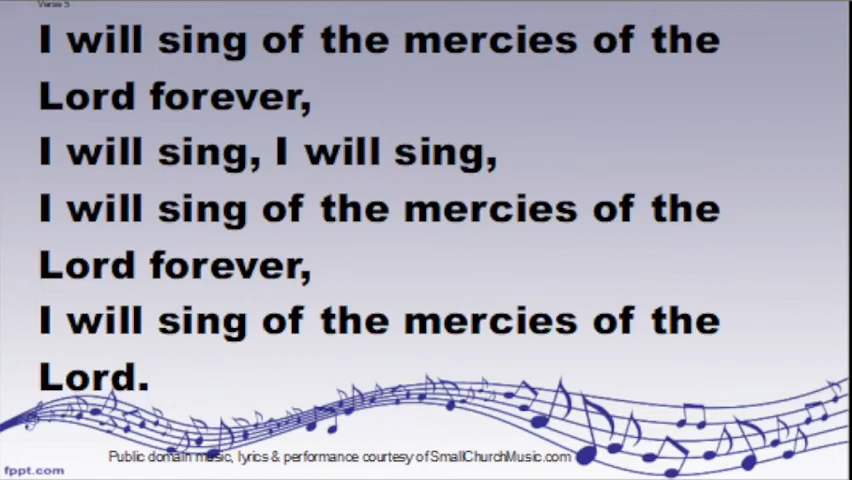 Verse 5
I will sing of the mercies of the
Lord forever,
I will sing, I will sing,
I will sing of the mercies of the
Lord forever,
I will sing of the mercies of the
Lord.
Public domain music, lyrics & performance courtesy of SmallChurchMusic.com
fppt.com